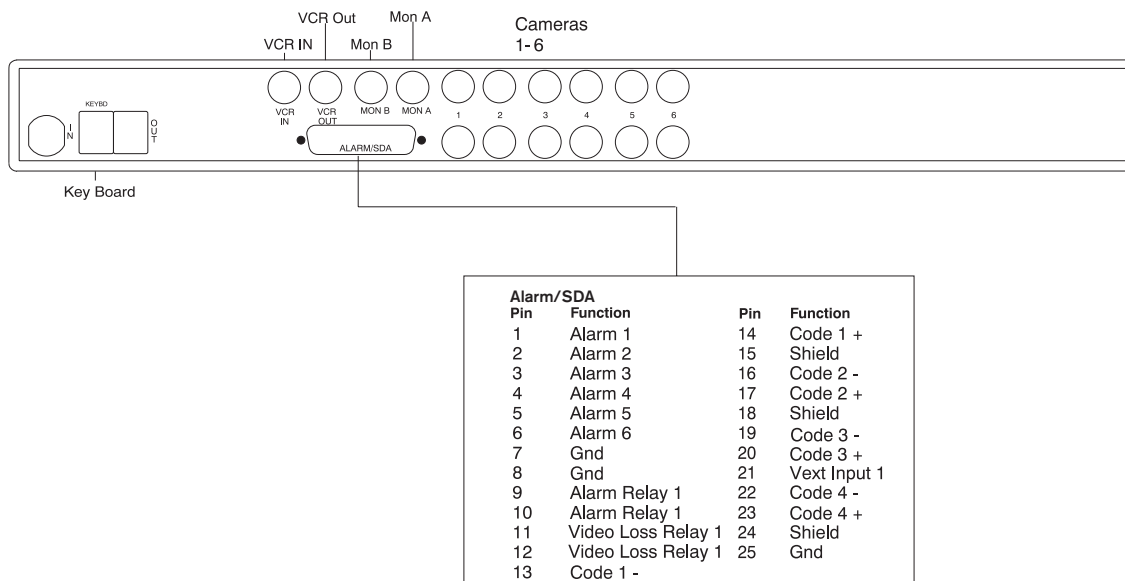 VCR Out
Mon A
Cameras
1-6
VCR IN
Mon B
KEYBD
IN
OUT
VCR
IN
VCR
OUT
MON B
MON A
1 2 3 4 5 6
ALARM/SDA
Key Board
Alarm/SDA
Pin Function Pin Function
1 Alarm 1 14 Code 1 +
2 Alarm 2 15 Shield
3 Alarm 3 16 Code 2 -
4 Alarm 4 17 Code 2 +
5 Alarm 5 18 Shield
6 Alarm 6 19 Code 3 -
7 Gnd 20 Code 3 +
8 Gnd 21 Vext Input 1
9 Alarm Relay 1 22 Code 4 -
10 Alarm Relay 1 23 Code 4 +
11 Video Loss Relay 1 24 Shield
12 Video Loss Relay 1 25 Gnd
13 Code 1 -